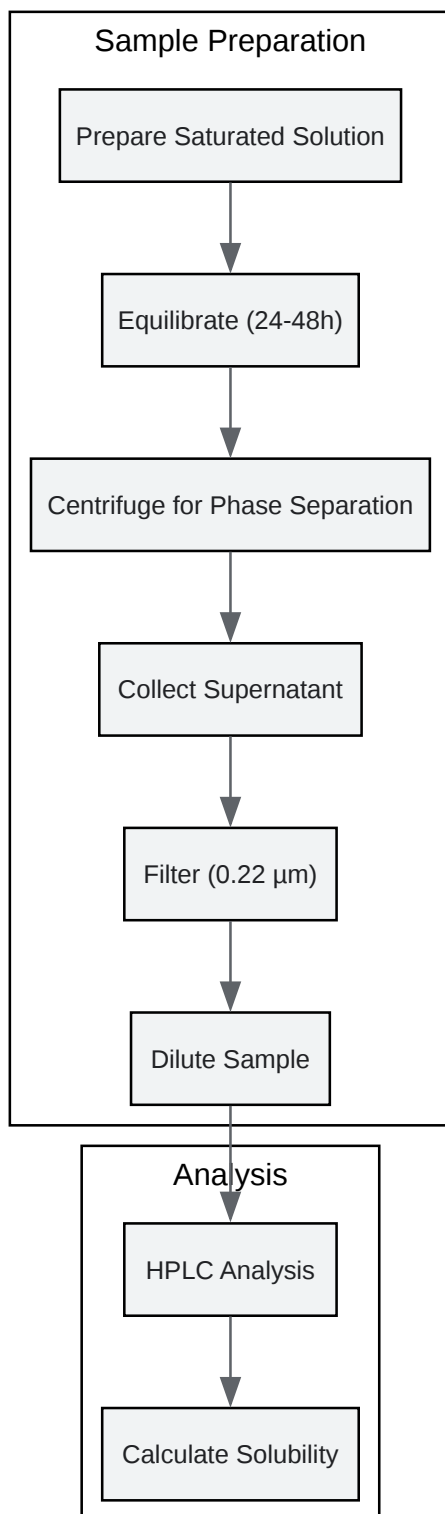 Sample Preparation
Prepare Saturated Solution
Equilibrate (24-48h)
Centrifuge for Phase Separation
Collect Supernatant
Filter (0.22 µm)
Dilute Sample
Analysis
HPLC Analysis
Calculate Solubility